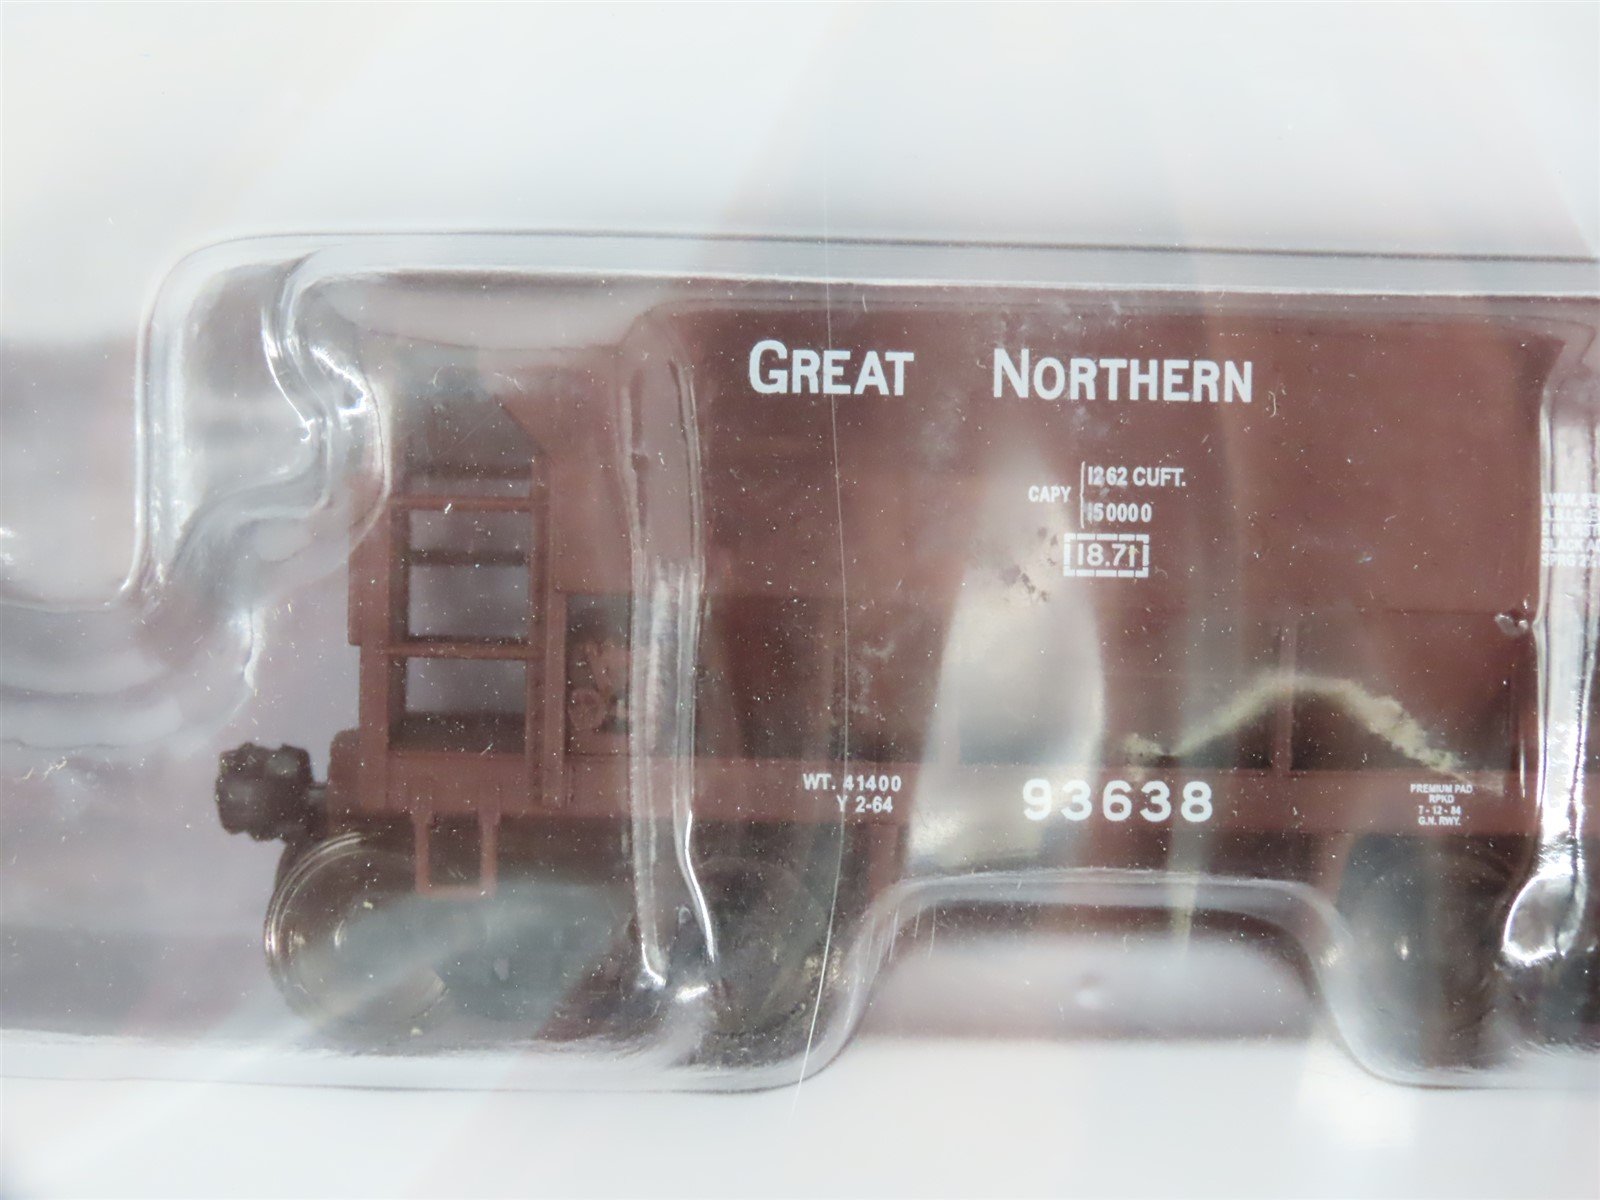 GREAT NORTHERN
CAPY 1262 CUFT.
150000
18.71
WT. 41400
Y 2-64
93638
PREMIUM PAD
RPKD
7-12-84
G.N. RWY.